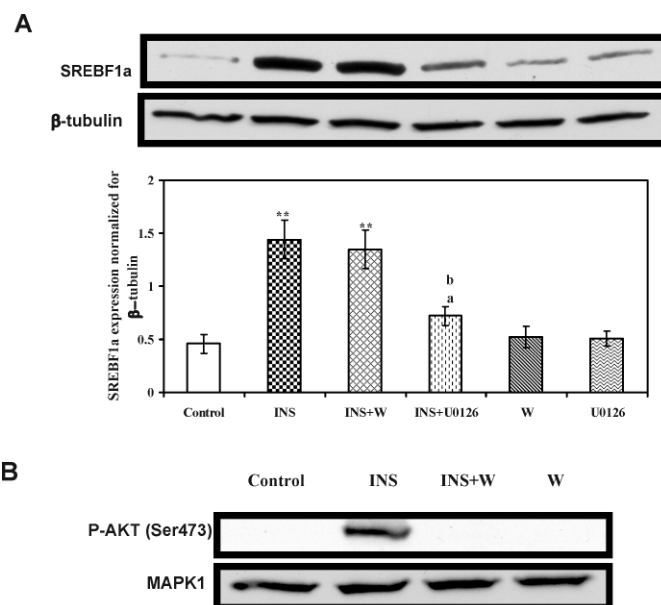 A
SREBF1a
β-tubulin
SREBF1a expression normalized for
β-tubulin
2
1.5
1
0.5
0
**
**
b
a
Control INS INS+W INS+U0126 W U0126
B
Control INS INS+W W
P-AKT (Ser473)
MAPK1